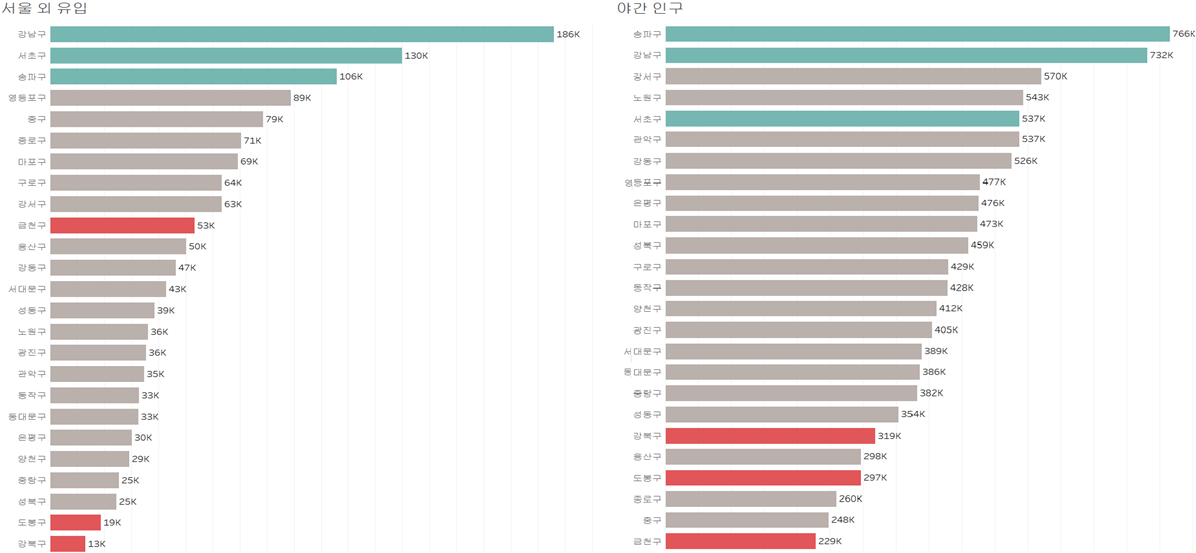 서울 외 유입
강남구 186K
서초구 130K
송파구 106K
영등포구 89K
중구 79K
종로구 71K
마포구 69K
구로구 64K
강서구 63K
금천구 53K
용산구 50K
강동구 47K
서대문구 43K
성동구 39K
노원구 36K
광진구 36K
관악구 35K
동작구 33K
동대문구 33K
은평구 30K
양천구 29K
중랑구 25K
성북구 25K
도봉구 19K
강북구 13K
야간 인구
송파구 766K
강남구 732K
강서구 570K
노원구 543K
서초구 537K
관악구 537K
강동구 526K
영등포구 477K
은평구 476K
마포구 473K
성북구 459K
구로구 429K
동작구 428K
양천구 412K
광진구 405K
서대문구 389K
동대문구 386K
중랑구 382K
성동구 354K
강북구 319K
용산구 298K
도봉구 297K
종로구 260K
중구 248K
금천구 229K